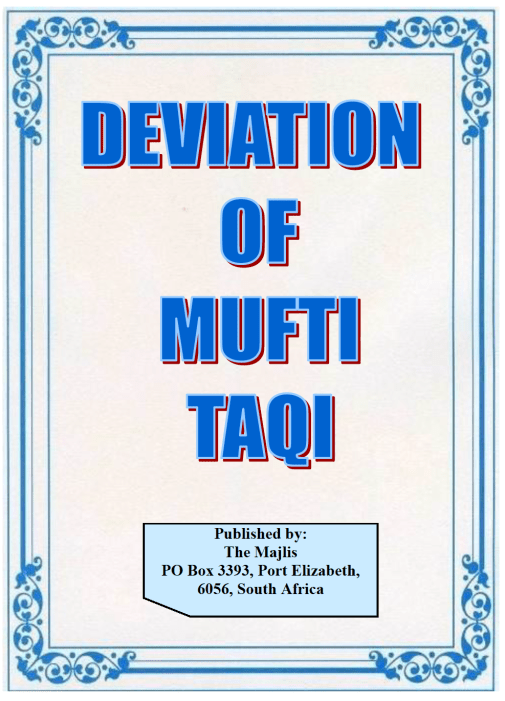 DEVIATION
OF
MUFTI
TAQI
Published by:
The Majlis
PO Box 3393, Port Elizabeth,
6056, South Africa